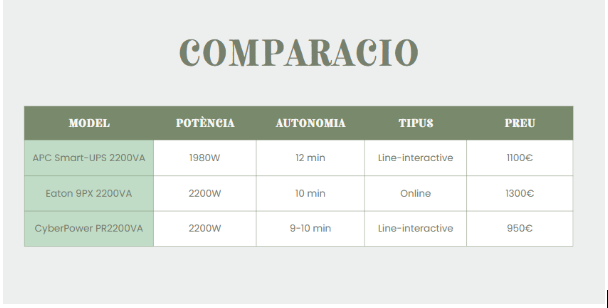 COMPARACIO
MODEL POTÈNCIA AUTONOMIA TIPUS PREU
APC Smart-UPS 2200VA 1980W 12 min Line-interactive 1100€
Eaton 9PX 2200VA 2200W 10 min Online 1300€
CyberPower PR2200VA 2200W 9-10 min Line-interactive 950€